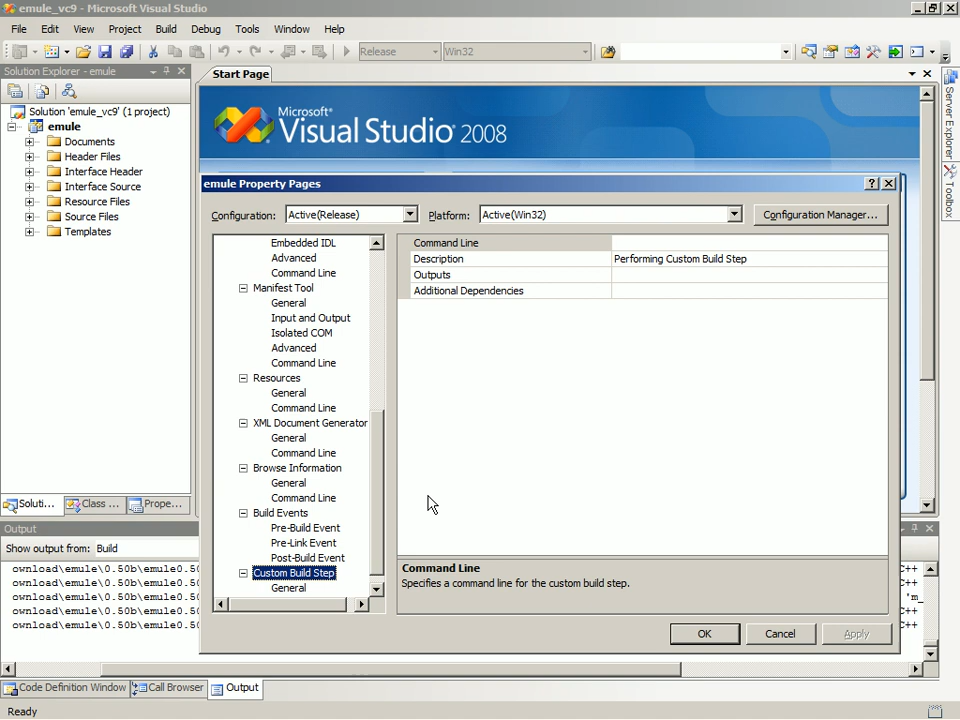 emule_vc9 - Microsoft Visual Studio
File Edit View Project Build Debug Tools Window Help
Release Win32
Solution Explorer - emule
Solution 'emule_vc9' (1 project)
emule
Documents
Header Files
Interface Header
Interface Source
Resource Files
Source Files
Templates
Soluti... Class ... Prope...
Start Page
Microsoft®
Visual Studio® 2008
Server Explorer
Toolbox
emule Property Pages
Configuration: Active(Release) Platform: Active(Win32) Configuration Manager...
Embedded IDL
Advanced
Command Line
Manifest Tool
General
Input and Output
Isolated COM
Advanced
Command Line
Resources
General
Command Line
XML Document Generator
General
Command Line
Browse Information
General
Command Line
Build Events
Pre-Build Event
Pre-Link Event
Post-Build Event
Custom Build Step
General
Command Line
Description Performing Custom Build Step
Outputs
Additional Dependencies
Command Line
Specifies a command line for the custom build step.
OK Cancel Apply
Output
Show output from: Build
ownload\emule\0.50b\emule0.50 C++
ownload\emule\0.50b\emule0.50 C++
ownload\emule\0.50b\emule0.50 'm_
ownload\emule\0.50b\emule0.50 C++
ownload\emule\0.50b\emule0.50 C++
Code Definition Window Call Browser Output
Ready